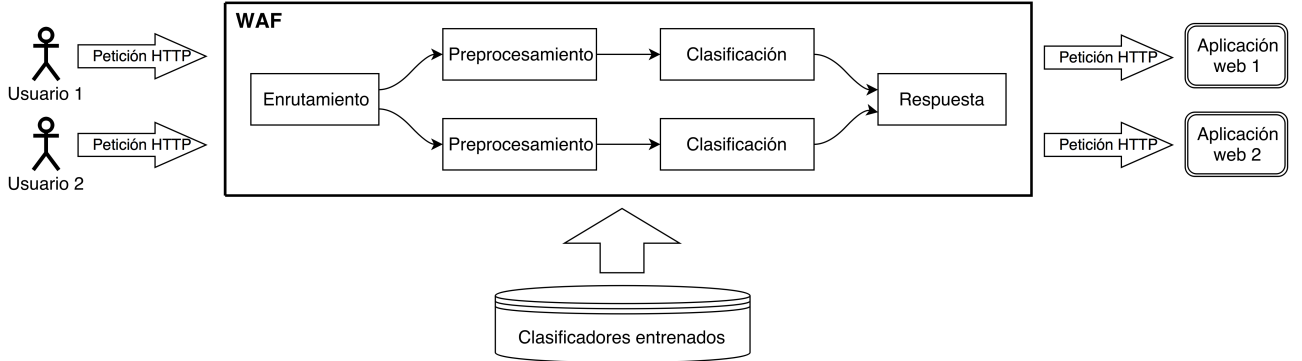 WAF
Petición HTTP
Usuario 1
Petición HTTP
Usuario 2
Enrutamiento
Preprocesamiento
Clasificación
Preprocesamiento
Clasificación
Respuesta
Petición HTTP
Aplicación
web 1
Petición HTTP
Aplicación
web 2
Clasificadores entrenados